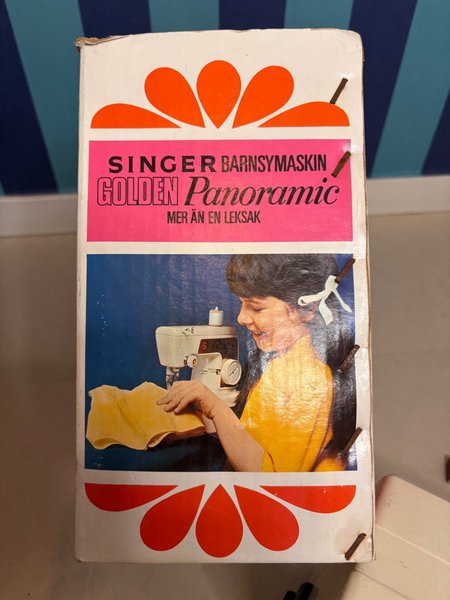 SINGER BARNSYMASKIN
GOLDEN Panoramic
MER ÄN EN LEKSAK
S